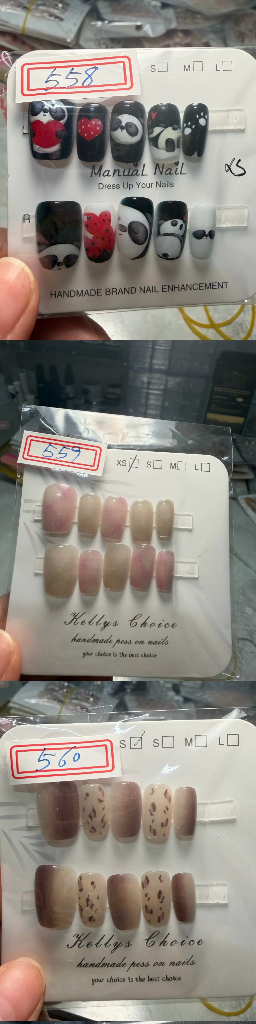 558
S M L
Manual Nail
Dress Up Your Nails
XS
HANDMADE BRAND NAIL ENHANCEMENT
559
XS S M L
Kellys Choice
handmade pess on nails
your choice is the best choice
560
S S M L
Kellys Choice
handmade pess on nails
your choice is the best choice